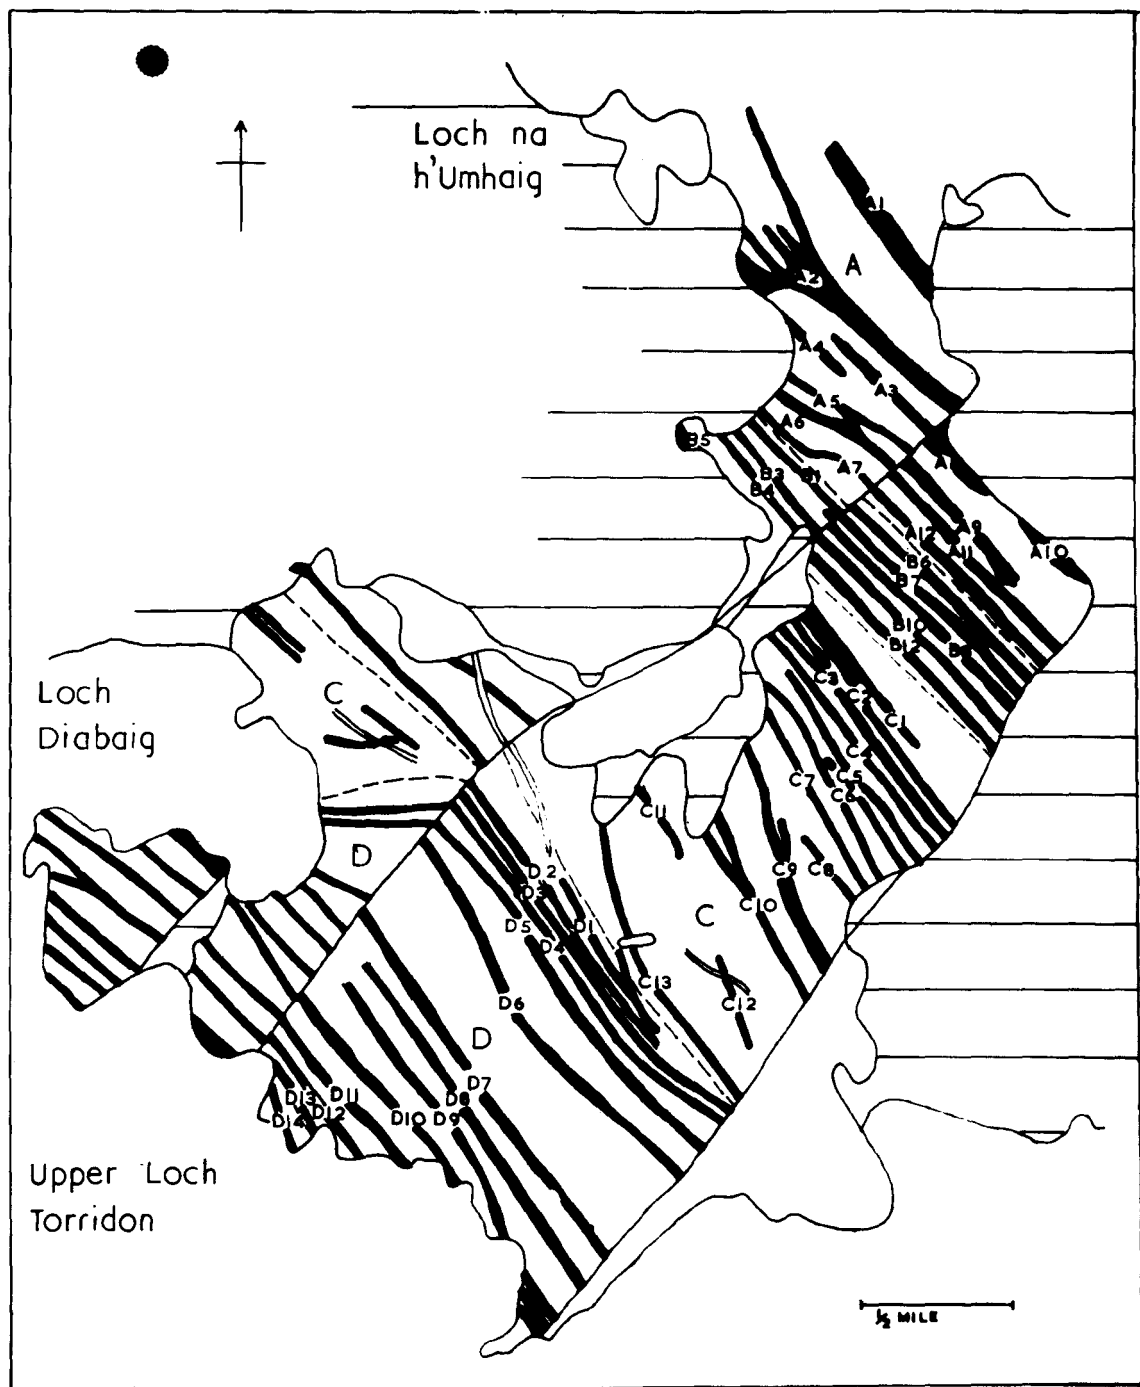 Loch na
h'Umhaig
A1
A
A2
A4
A3
A5
A6
B5
A7
A
B3
B1
B4
A9
A12
A11
A10
B6
B7
B10
B12
C3
C2
C1
Loch
Diabaig
C
C4
C5
C7
C6
C11
D
D2
D3
C9
C8
C10
C
D5
D1
D4
C13
D6
C12
D
D7
D8
D11
D13
D12
D14
D10
D9
Upper Loch
Torridon
½ MILE